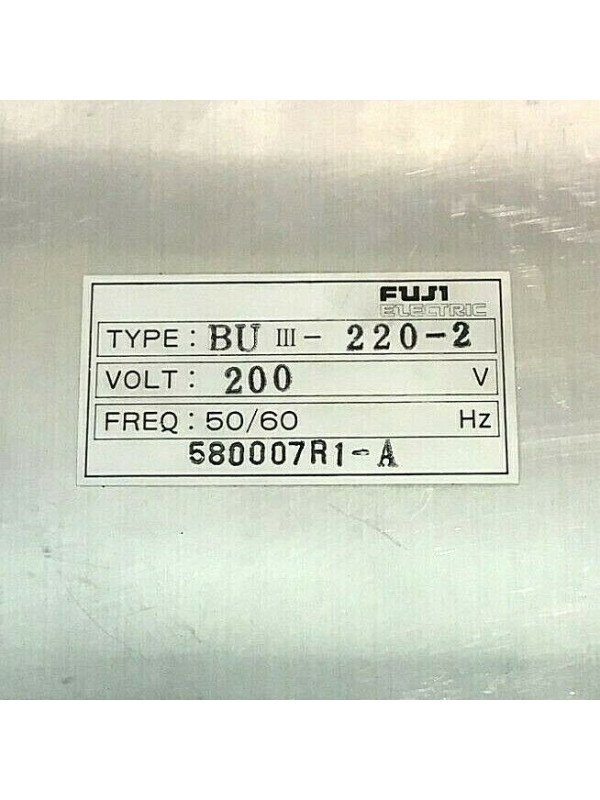 FUJI
ELECTRIC
TYPE : BU III - 220-2
VOLT : 200 V
FREQ : 50/60 Hz
580007R1-A